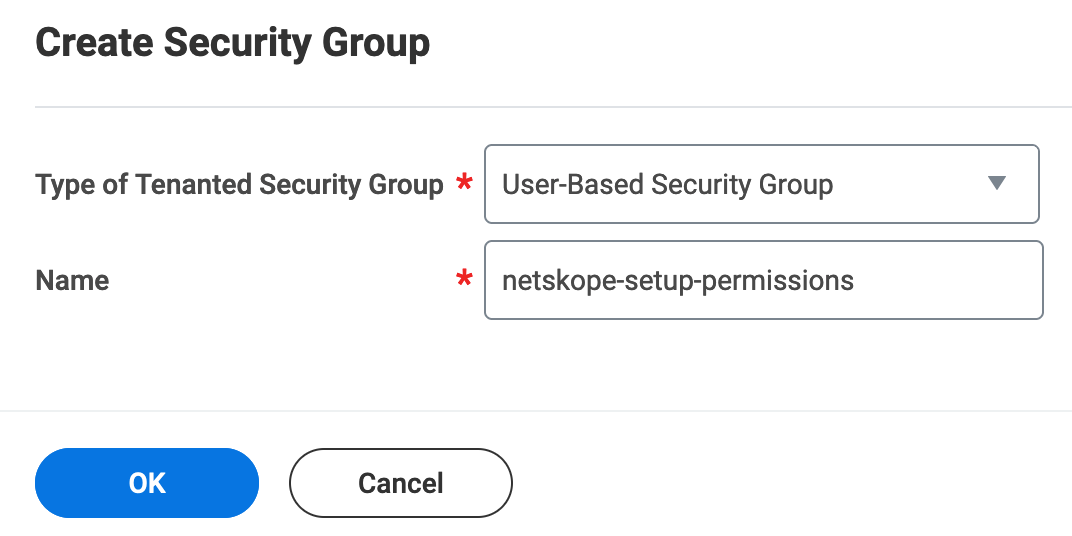 Create Security Group
Type of Tenanted Security Group * User-Based Security Group
Name * netskope-setup-permissions
OK Cancel